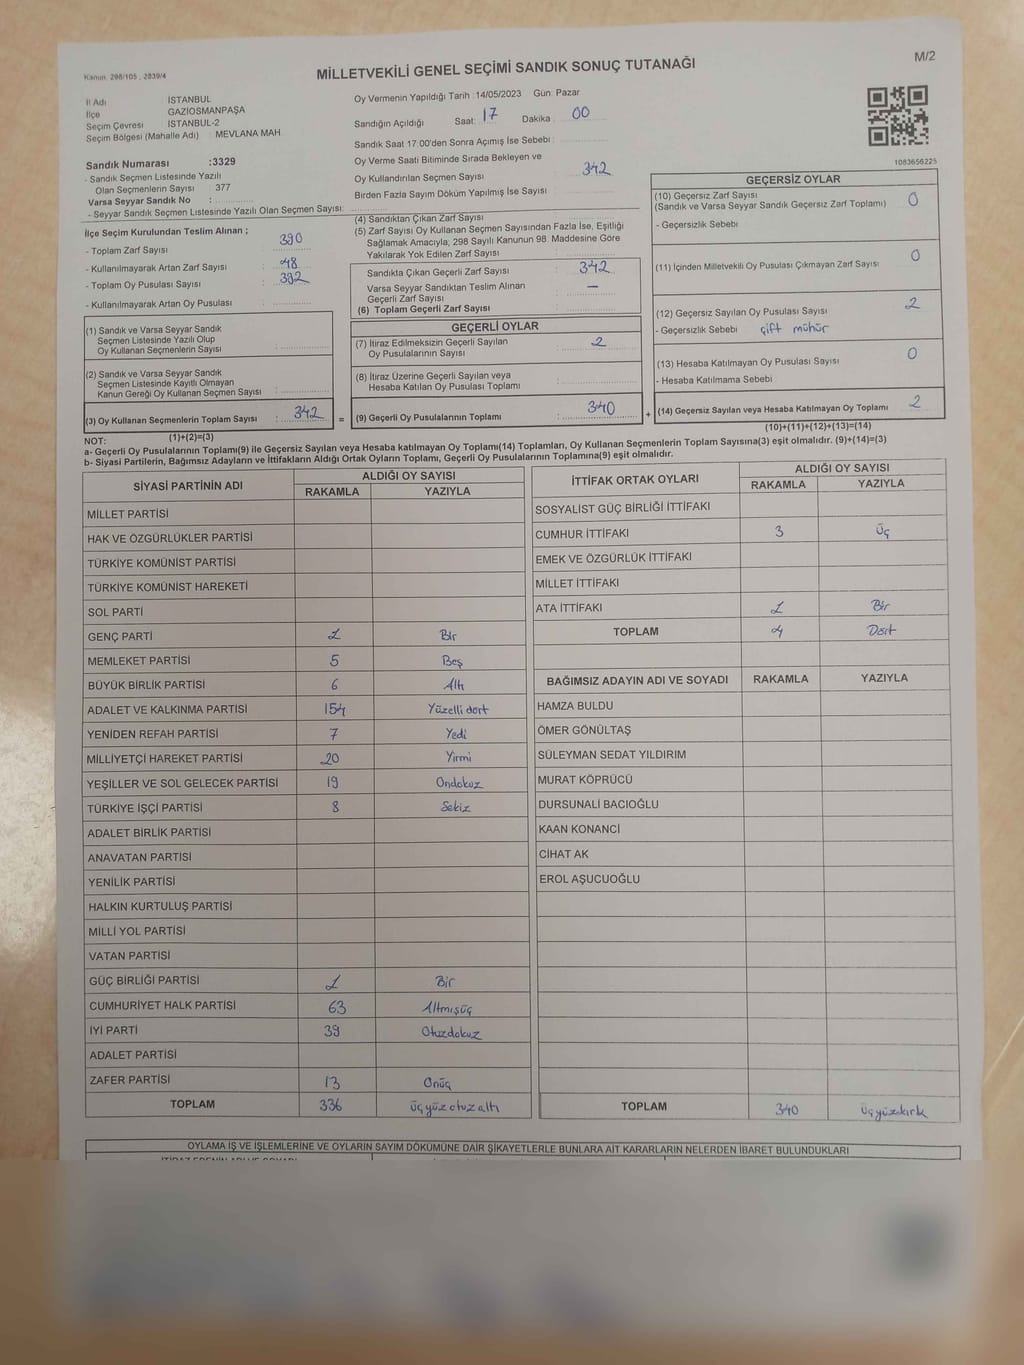 Kanun. 298/105 , 2839/4
MİLLETVEKİLİ GENEL SEÇİMİ SANDIK SONUÇ TUTANAĞI
M/2
İl Adı İSTANBUL
İlçe GAZİOSMANPAŞA
Seçim Çevresi İSTANBUL-2
Seçim Bölgesi (Mahalle Adı) : MEVLANA MAH.
Sandık Numarası :3329
- Sandık Seçmen Listesinde Yazılı
Olan Seçmenlerin Sayısı : 377
Varsa Seyyar Sandık No :
- Seyyar Sandık Seçmen Listesinde Yazılı Olan Seçmen Sayısı:
Oy Vermenin Yapıldığı Tarih :14/05/2023 Gün: Pazar
Sandığın Açıldığı Saat: 17 Dakika : 00
Sandık Saat 17:00'den Sonra Açımış İse Sebebi :
Oy Verme Saati Bitiminde Sırada Bekleyen ve
Oy Kullandırılan Seçmen Sayısı : 342
Birden Fazla Sayım Döküm Yapılmış İse Sayısı :
1083656225
İlçe Seçim Kurulundan Teslim Alınan ;
- Toplam Zarf Sayısı : 390
- Kullanılmayarak Artan Zarf Sayısı : 48
- Toplam Oy Pusulası Sayısı : 392
- Kullanılmayarak Artan Oy Pusulası :
(1) Sandık ve Varsa Seyyar Sandık
Seçmen Listesinde Yazılı Olup
Oy Kullanan Seçmenlerin Sayısı :
(2) Sandık ve Varsa Seyyar Sandık
Seçmen Listesinde Kayıtlı Olmayan
Kanun Gereği Oy Kullanan Seçmen Sayısı :
(3) Oy Kullanan Seçmenlerin Toplam Sayısı : 342 =
(1)+(2)=(3)
(4) Sandıktan Çıkan Zarf Sayısı :
(5) Zarf Sayısı Oy Kullanan Seçmen Sayısından Fazla İse, Eşitliği
Sağlamak Amacıyla, 298 Sayılı Kanunun 98. Maddesine Göre
Yakılarak Yok Edilen Zarf Sayısı :
Sandıkla Çıkan Geçerli Zarf Sayısı : 342
Varsa Seyyar Sandıktan Teslim Alınan
Geçerli Zarf Sayısı : —
(6) Toplam Geçerli Zarf Sayısı :
GEÇERLİ OYLAR
(7) İtiraz Edilmeksizin Geçerli Sayılan
Oy Pusulalarının Sayısı : 2
(8) İtiraz Üzerine Geçerli Sayılan veya
Hesaba Katılan Oy Pusulası Toplamı :
(9) Geçerli Oy Pusulalarının Toplamı : 340 +
GEÇERSİZ OYLAR
(10) Geçersiz Zarf Sayısı
(Sandık ve Varsa Seyyar Sandık Geçersiz Zarf Toplamı) : 0
- Geçersizlik Sebebi
(11) İçinden Milletvekili Oy Pusulası Çıkmayan Zarf Sayısı : 0
(12) Geçersiz Sayılan Oy Pusulası Sayısı : 2
- Geçersizlik Sebebi çift mühür
(13) Hesaba Katılmayan Oy Pusulası Sayısı : 0
- Hesaba Katılmama Sebebi
(14) Geçersiz Sayılan veya Hesaba Katılmayan Oy Toplamı : 2
(10)+(11)+(12)+(13)=(14)
NOT:
a- Geçerli Oy Pusulalarının Toplamı(9) ile Geçersiz Sayılan veya Hesaba katılmayan Oy Toplamı(14) Toplamları, Oy Kullanan Seçmenlerin Toplam Sayısına(3) eşit olmalıdır. (9)+(14)=(3)
b- Siyasi Partilerin, Bağımsız Adayların ve İttifakların Aldığı Ortak Oyların Toplamı, Geçerli Oy Pusulalarının Toplamına(9) eşit olmalıdır.
SİYASİ PARTİNİN ADI ALDIĞI OY SAYISI
RAKAMLA YAZIYLA
MİLLET PARTİSİ
HAK VE ÖZGÜRLÜKLER PARTİSİ
TÜRKİYE KOMÜNİST PARTİSİ
TÜRKİYE KOMÜNİST HAREKETİ
SOL PARTİ
GENÇ PARTİ 1 Bir
MEMLEKET PARTİSİ 5 Beş
BÜYÜK BİRLİK PARTİSİ 6 Altı
ADALET VE KALKINMA PARTİSİ 154 Yüzelli dört
YENİDEN REFAH PARTİSİ 7 Yedi
MİLLİYETÇİ HAREKET PARTİSİ 20 Yirmi
YEŞİLLER VE SOL GELECEK PARTİSİ 19 Ondokuz
TÜRKİYE İŞÇİ PARTİSİ 8 Sekiz
ADALET BİRLİK PARTİSİ
ANAVATAN PARTİSİ
YENİLİK PARTİSİ
HALKIN KURTULUŞ PARTİSİ
MİLLİ YOL PARTİSİ
VATAN PARTİSİ
GÜÇ BİRLİĞİ PARTİSİ 1 Bir
CUMHURİYET HALK PARTİSİ 63 Altmışüç
İYİ PARTİ 39 Otuzdokuz
ADALET PARTİSİ
ZAFER PARTİSİ 13 Onüç
TOPLAM 336 üçyüz otuz altı
İTTİFAK ORTAK OYLARI ALDIĞI OY SAYISI
RAKAMLA YAZIYLA
SOSYALİST GÜÇ BİRLİĞİ İTTİFAKI
CUMHUR İTTİFAKI 3 Üç
EMEK VE ÖZGÜRLÜK İTTİFAKI
MİLLET İTTİFAKI
ATA İTTİFAKI 1 Bir
TOPLAM 4 Dört
BAĞIMSIZ ADAYIN ADI VE SOYADI RAKAMLA YAZIYLA
HAMZA BULDU
ÖMER GÖNÜLTAŞ
SÜLEYMAN SEDAT YILDIRIM
MURAT KÖPRÜCÜ
DURSUNALİ BACIOĞLU
KAAN KONANCİ
CİHAT AK
EROL AŞUCUOĞLU
TOPLAM 340 üçyüzkırk
OYLAMA İŞ VE İŞLEMLERİNE VE OYLARIN SAYIM DÖKÜMÜNE DAİR ŞİKAYETLERLE BUNLARA AİT KARARLARIN NELERDEN İBARET BULUNDUKLARI